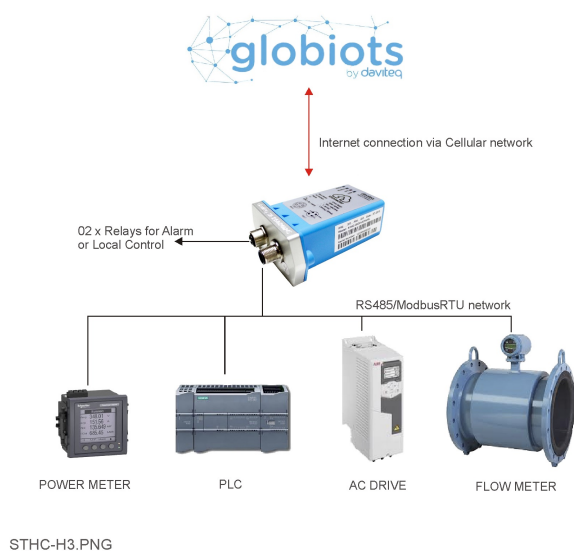 globiots
by daviteq
Internet connection via Cellular network
02 x Relays for Alarm
or Local Control
RS485/ModbusRTU network
POWER METER
PLC
AC DRIVE
FLOW METER
STHC-H3.PNG